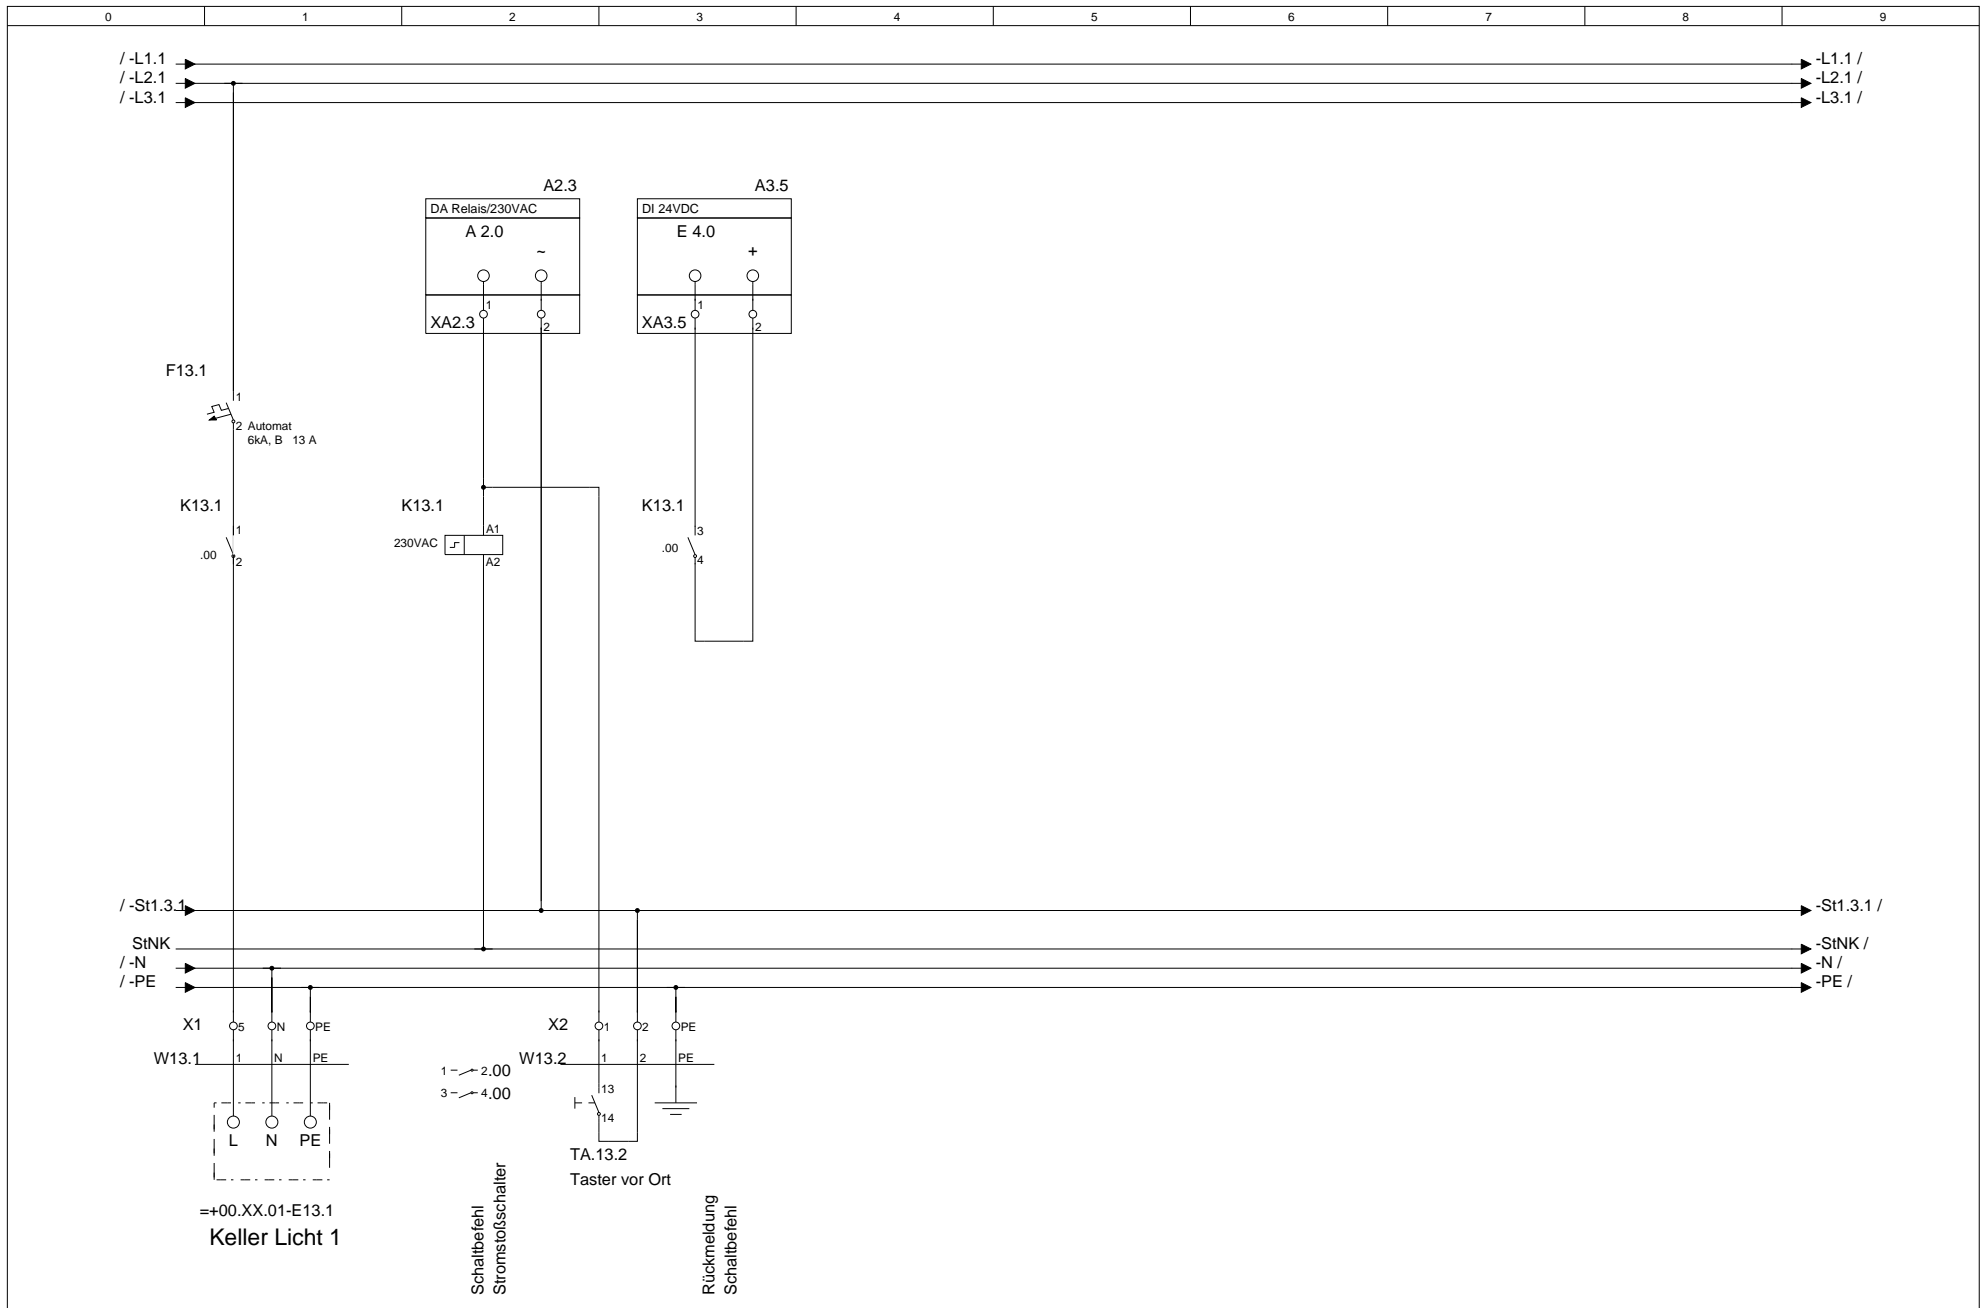 0 1 2 3 4 5 6 7 8 9
/ -L1.1 -L1.1 /
/ -L2.1 -L2.1 /
/ -L3.1 -L3.1 /
A2.3 A3.5
DA Relais/230VAC DI 24VDC
A 2.0 E 4.0
~ +
1 1
XA2.3 2 XA3.5 2
F13.1
1
2 Automat
6kA, B 13 A
K13.1 K13.1 K13.1
1 A1 3
230VAC
.00 .00
2 A2 4
/ -St1.3.1 -St1.3.1 /
StNK -StNK /
/ -N -N /
/ -PE -PE /
X1 5 N PE X2 1 2 PE
W13.1 1 N PE W13.2 1 2 PE
1 2.00
3 4.00
13
14
L N PE
TA.13.2
Taster vor Ort
=+00.XX.01-E13.1
Keller Licht 1
Schaltbefehl
Stromstoßschalter
Rückmeldung
Schaltbefehl